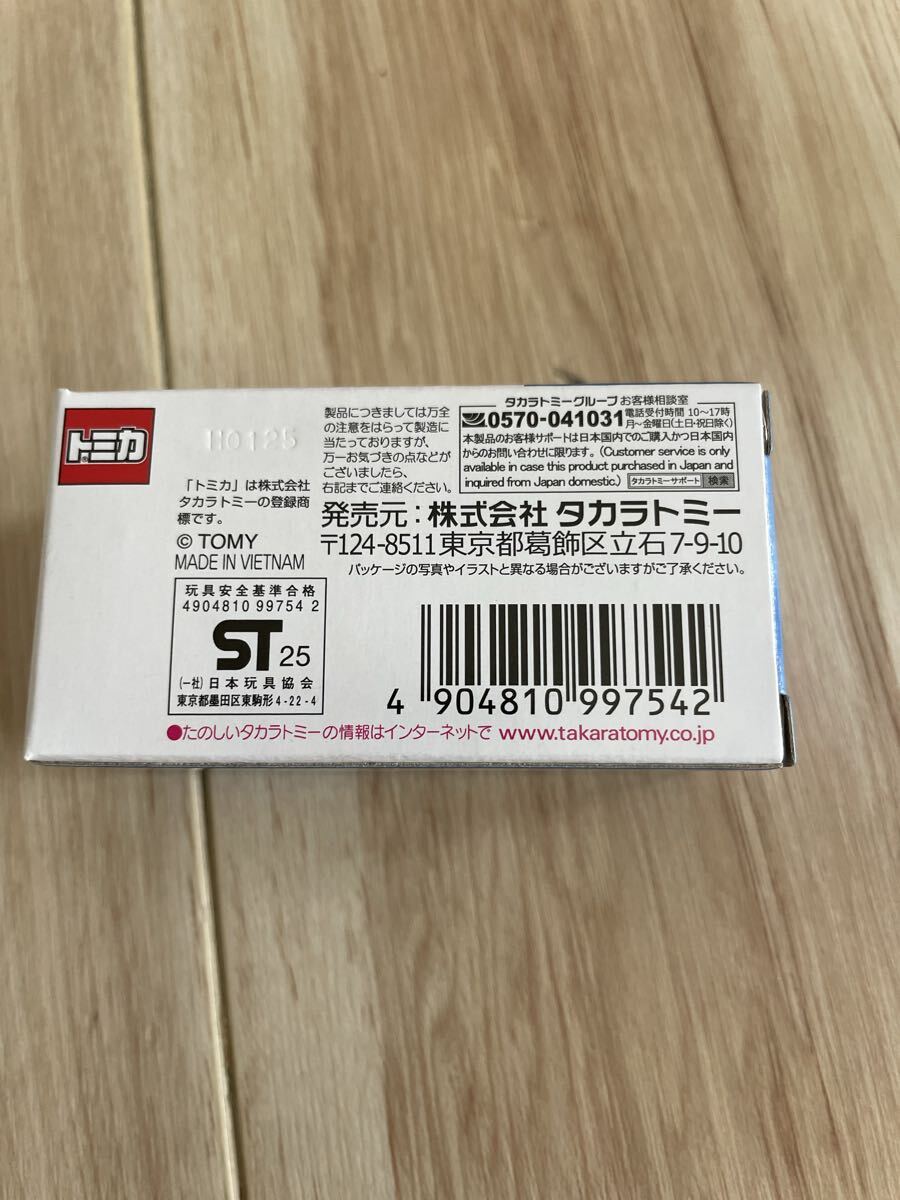 トミカ
H0125
「トミカ」は株式会社
タカラトミーの登録商
標です。
© TOMY
MADE IN VIETNAM
製品につきましては万全
の注意をはらって製造に
当たっておりますが、
万一お気づきの点などが
ございましたら、
右記までご連絡ください。
タカラトミーグループ お客様相談室
0570-041031 電話受付時間 10〜17時
月〜金曜日(土・日・祝日除く)
本製品のお客様サポートは日本国内でのご購入かつ日本国内
からのお問い合わせに限ります。(Customer service is only
available in case this product purchased in Japan and
inquired from Japan domestic.) タカラトミーサポート 検索
発売元:株式会社 タカラトミー
〒124-8511 東京都葛飾区立石7-9-10
パッケージの写真やイラストと異なる場合がございますがご了承ください。
玩具安全基準合格
4904810 99754 2
ST 25
(一社)日本玩具協会
東京都墨田区東駒形4-22-4
4 904810 997542
●たのしいタカラトミーの情報はインターネットで www.takaratomy.co.jp